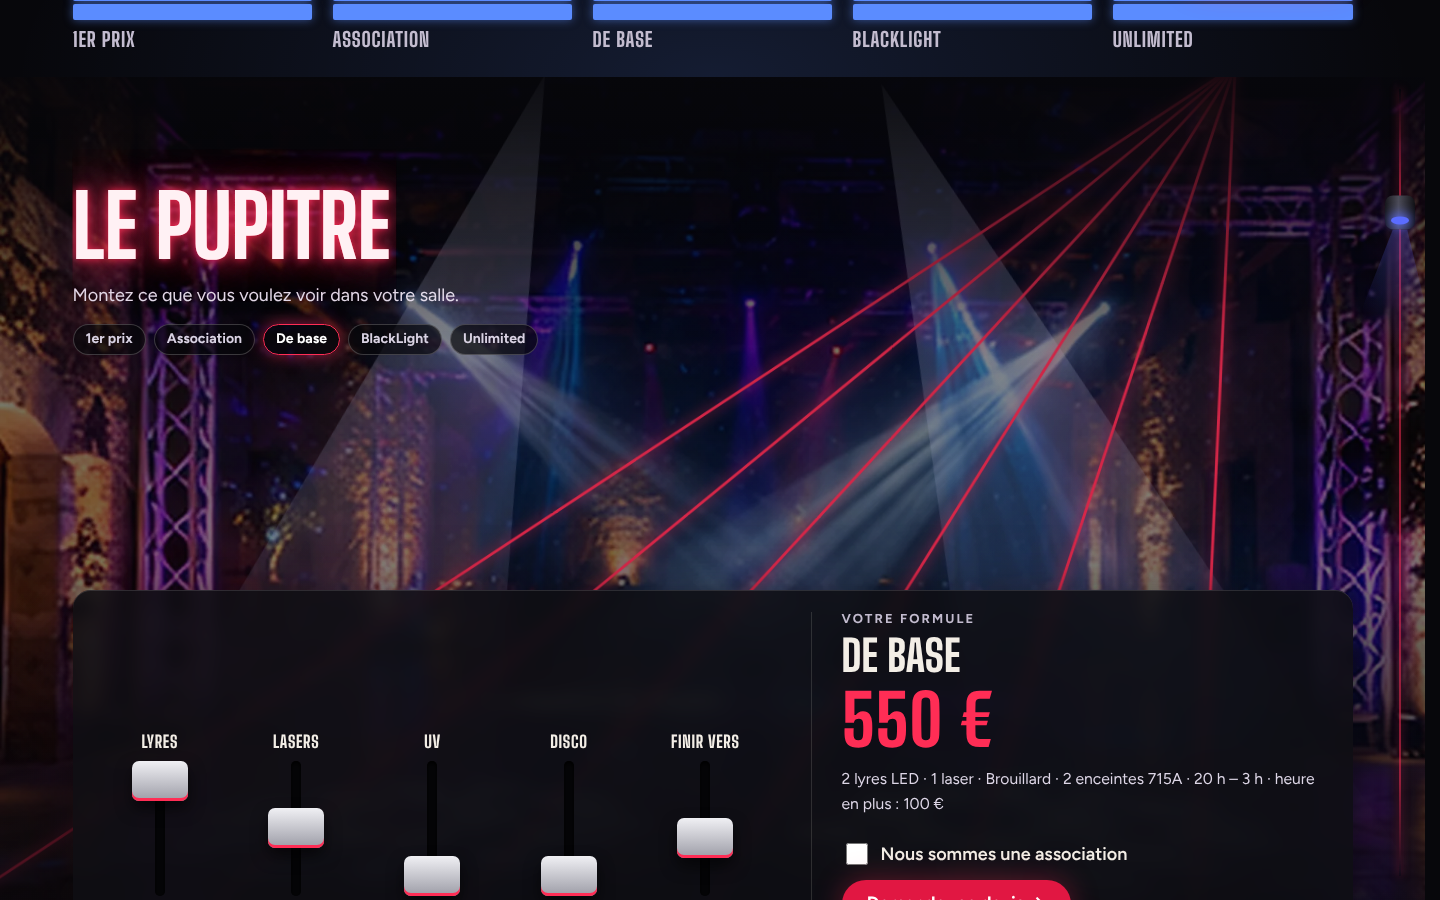 1ER PRIX
ASSOCIATION
DE BASE
BLACKLIGHT
UNLIMITED
LE PUPITRE
Montez ce que vous voulez voir dans votre salle.
1er prix
Association
De base
BlackLight
Unlimited
VOTRE FORMULE
DE BASE
550 €
LYRES
LASERS
UV
DISCO
FINIR VERS
2 lyres LED · 1 laser · Brouillard · 2 enceintes 715A · 20 h – 3 h · heure
en plus : 100 €
Nous sommes une association